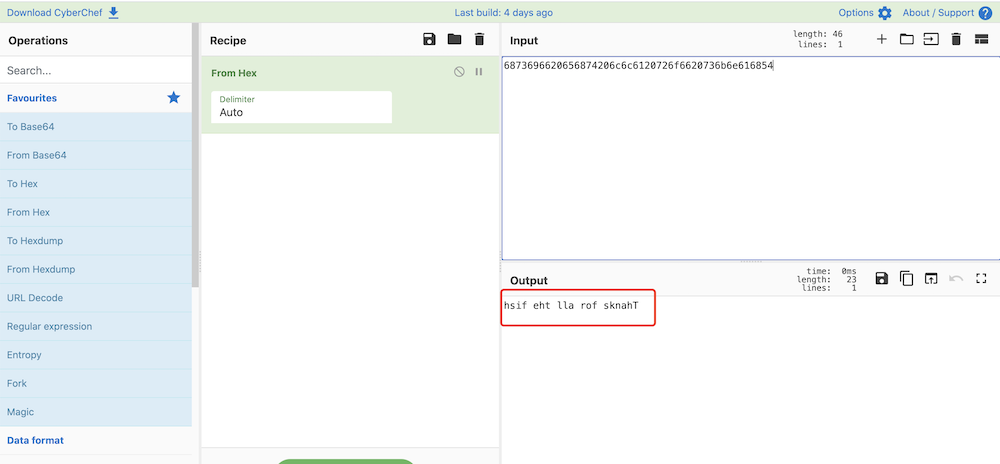 Download CyberChef
Last build: 4 days ago
Options
About / Support
Operations
Search...
Favourites
To Base64
From Base64
To Hex
From Hex
To Hexdump
From Hexdump
URL Decode
Regular expression
Entropy
Fork
Magic
Data format
Recipe
From Hex
Delimiter
Auto
Input
length: 46
lines: 1
6873696620656874206c6c6120726f6620736b6e616854
Output
time: 0ms
length: 23
lines: 1
hsif eht lla rof sknahT